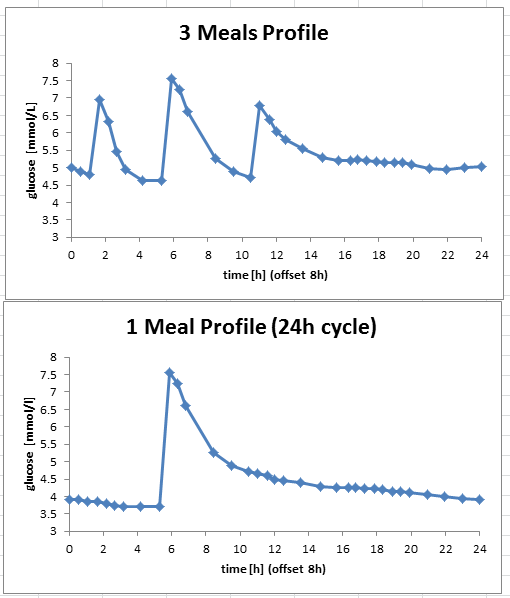 3 Meals Profile
8
7.5
7
6.5
6
5.5
5
4.5
4
3.5
3
glucose [mmol/L]
0 2 4 6 8 10 12 14 16 18 20 22 24
time [h] (offset 8h)
1 Meal Profile (24h cycle)
8
7.5
7
6.5
6
5.5
5
4.5
4
3.5
3
glucose [mmol/l]
0 2 4 6 8 10 12 14 16 18 20 22 24
time [h] (offset 8h)